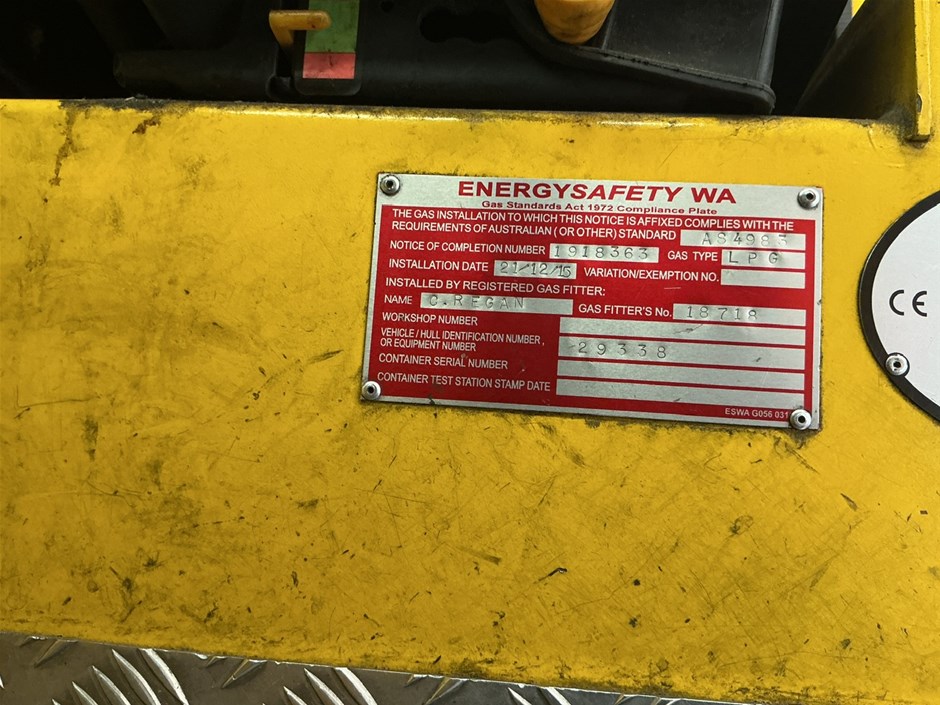 ENERGYSAFETY WA
Gas Standards Act 1972 Compliance Plate
THE GAS INSTALLATION TO WHICH THIS NOTICE IS AFFIXED COMPLIES WITH THE
REQUIREMENTS OF AUSTRALIAN ( OR OTHER) STANDARD AS4983
NOTICE OF COMPLETION NUMBER 1918363 GAS TYPE LPG
INSTALLATION DATE 21/12/15 VARIATION/EXEMPTION NO.
INSTALLED BY REGISTERED GAS FITTER:
NAME C.REGAN GAS FITTER'S No. 18718
WORKSHOP NUMBER
VEHICLE / HULL IDENTIFICATION NUMBER,
OR EQUIPMENT NUMBER 29338
CONTAINER SERIAL NUMBER
CONTAINER TEST STATION STAMP DATE
ESWA G056 031
CE